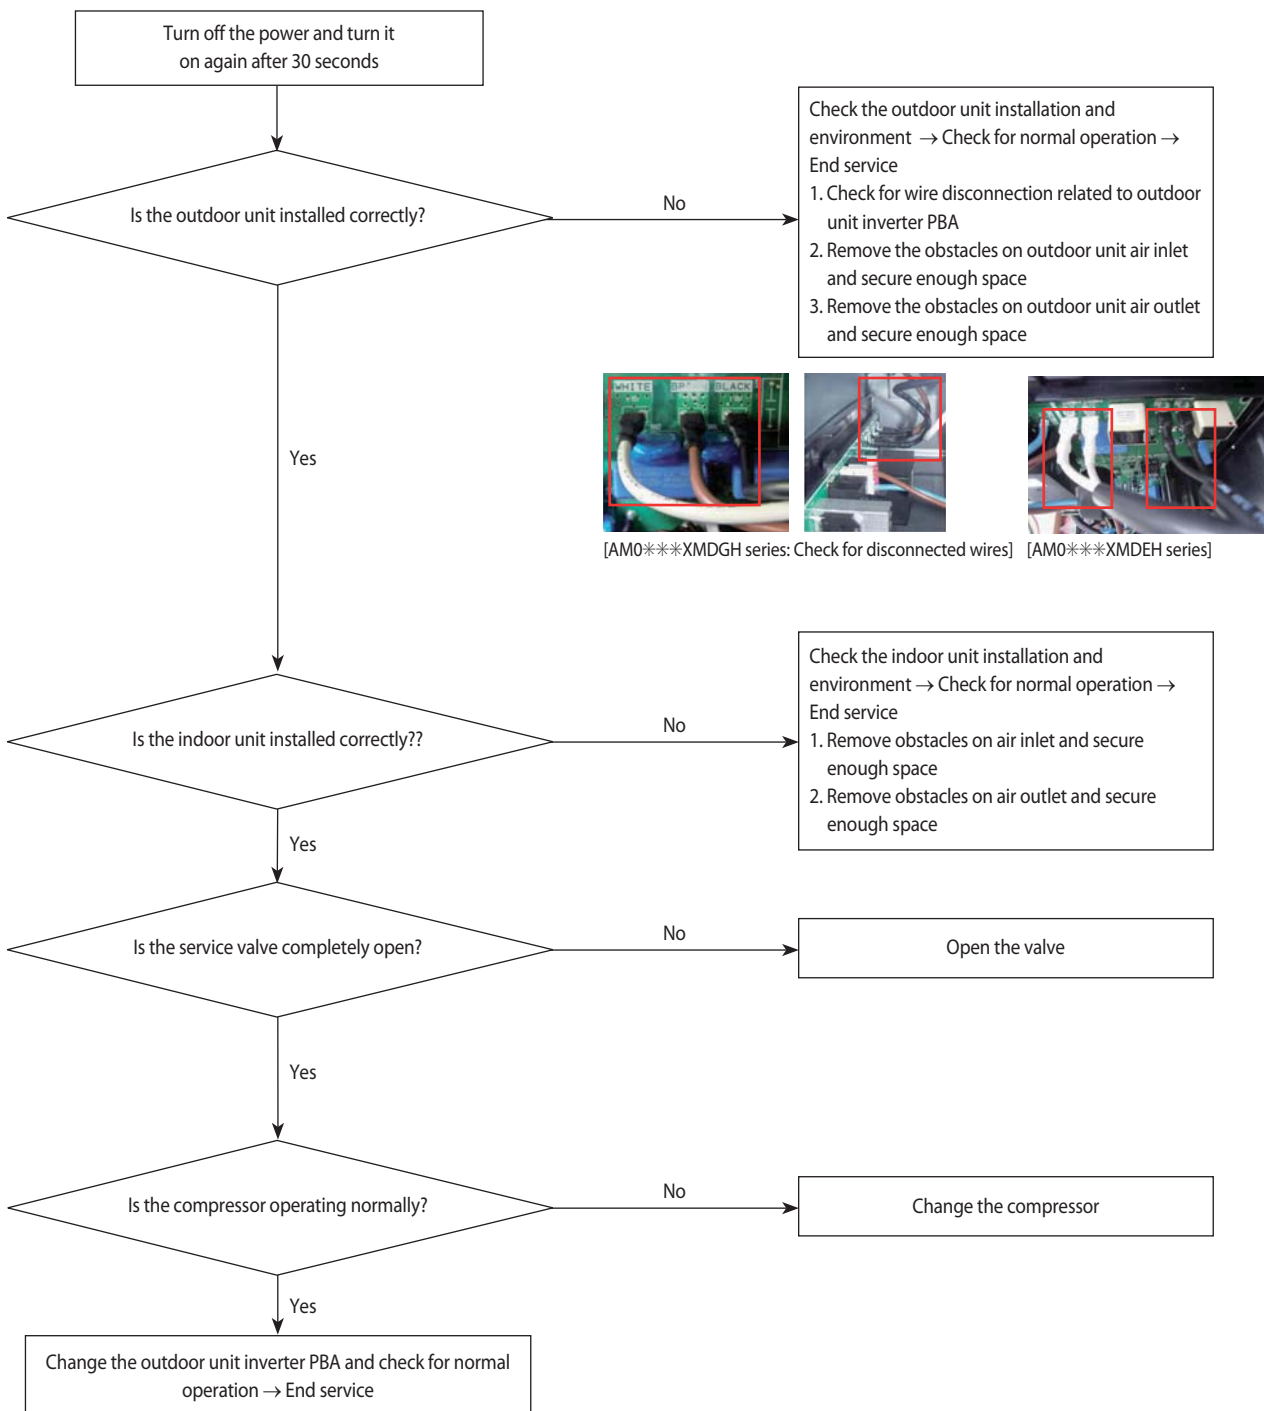 Turn off the power and turn it
on again after 30 seconds
Check the outdoor unit installation and
environment → Check for normal operation →
End service
1. Check for wire disconnection related to outdoor
unit inverter PBA
2. Remove the obstacles on outdoor unit air inlet
and secure enough space
3. Remove the obstacles on outdoor unit air outlet
and secure enough space
Is the outdoor unit installed correctly?
No
WHITE
BLACK
[AM0✳✳✳XMDGH series: Check for disconnected wires]
[AM0✳✳✳XMDEH series]
Yes
Check the indoor unit installation and
environment → Check for normal operation →
End service
1. Remove obstacles on air inlet and secure
enough space
2. Remove obstacles on air outlet and secure
enough space
Is the indoor unit installed correctly??
No
Yes
Is the service valve completely open?
No
Open the valve
Yes
Is the compressor operating normally?
No
Change the compressor
Yes
Change the outdoor unit inverter PBA and check for normal
operation → End service